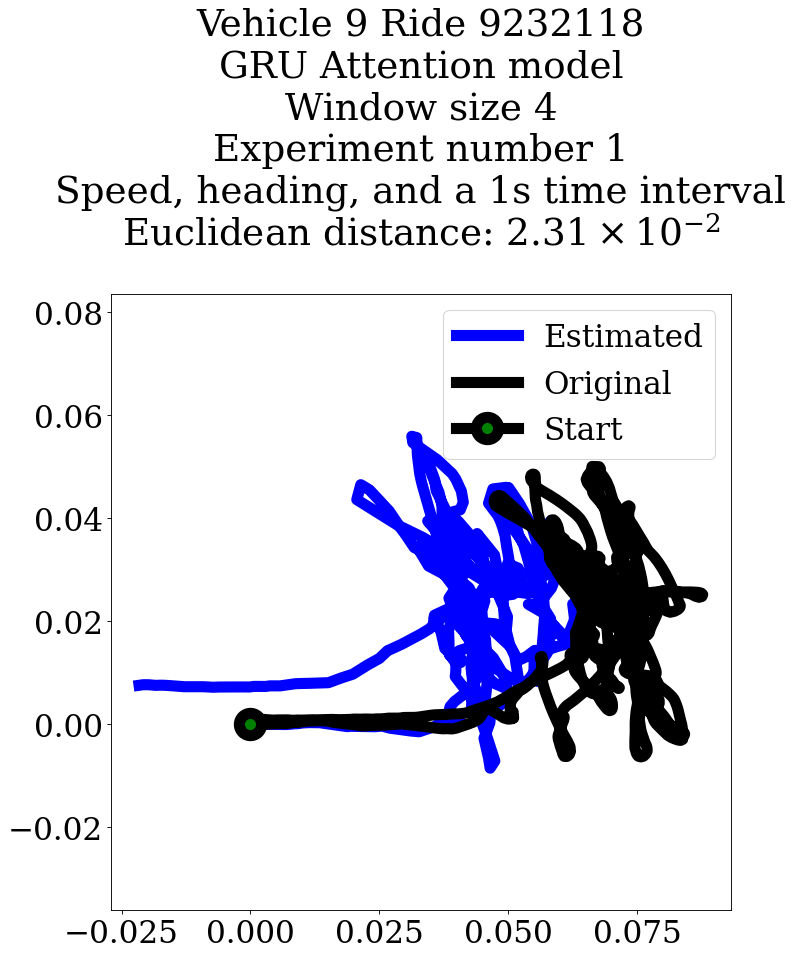 Vehicle 9 Ride 9232118
GRU Attention model
Window size 4
Experiment number 1
Speed, heading, and a 1s time interval
Euclidean distance: 2.31 × 10⁻²
Estimated
Original
Start
0.08
0.06
0.04
0.02
0.00
−0.02
−0.025 0.000 0.025 0.050 0.075